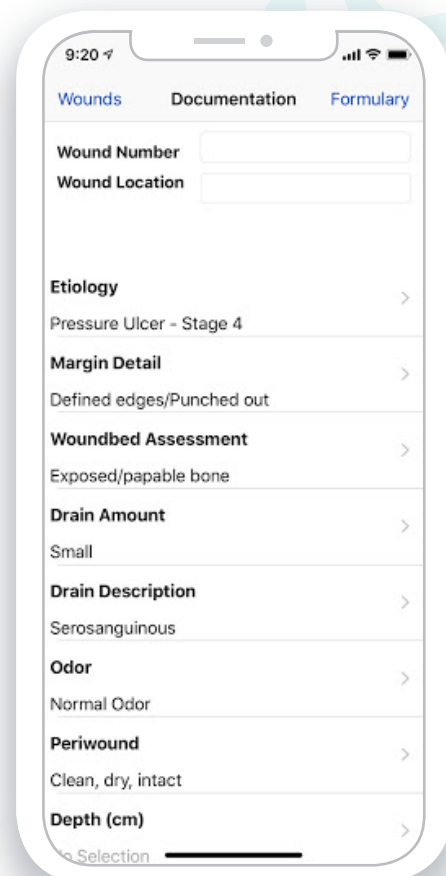 9:20
Wounds Documentation Formulary
Wound Number
Wound Location
Etiology
Pressure Ulcer - Stage 4
Margin Detail
Defined edges/Punched out
Woundbed Assessment
Exposed/papable bone
Drain Amount
Small
Drain Description
Serosanguinous
Odor
Normal Odor
Periwound
Clean, dry, intact
Depth (cm)
No Selection